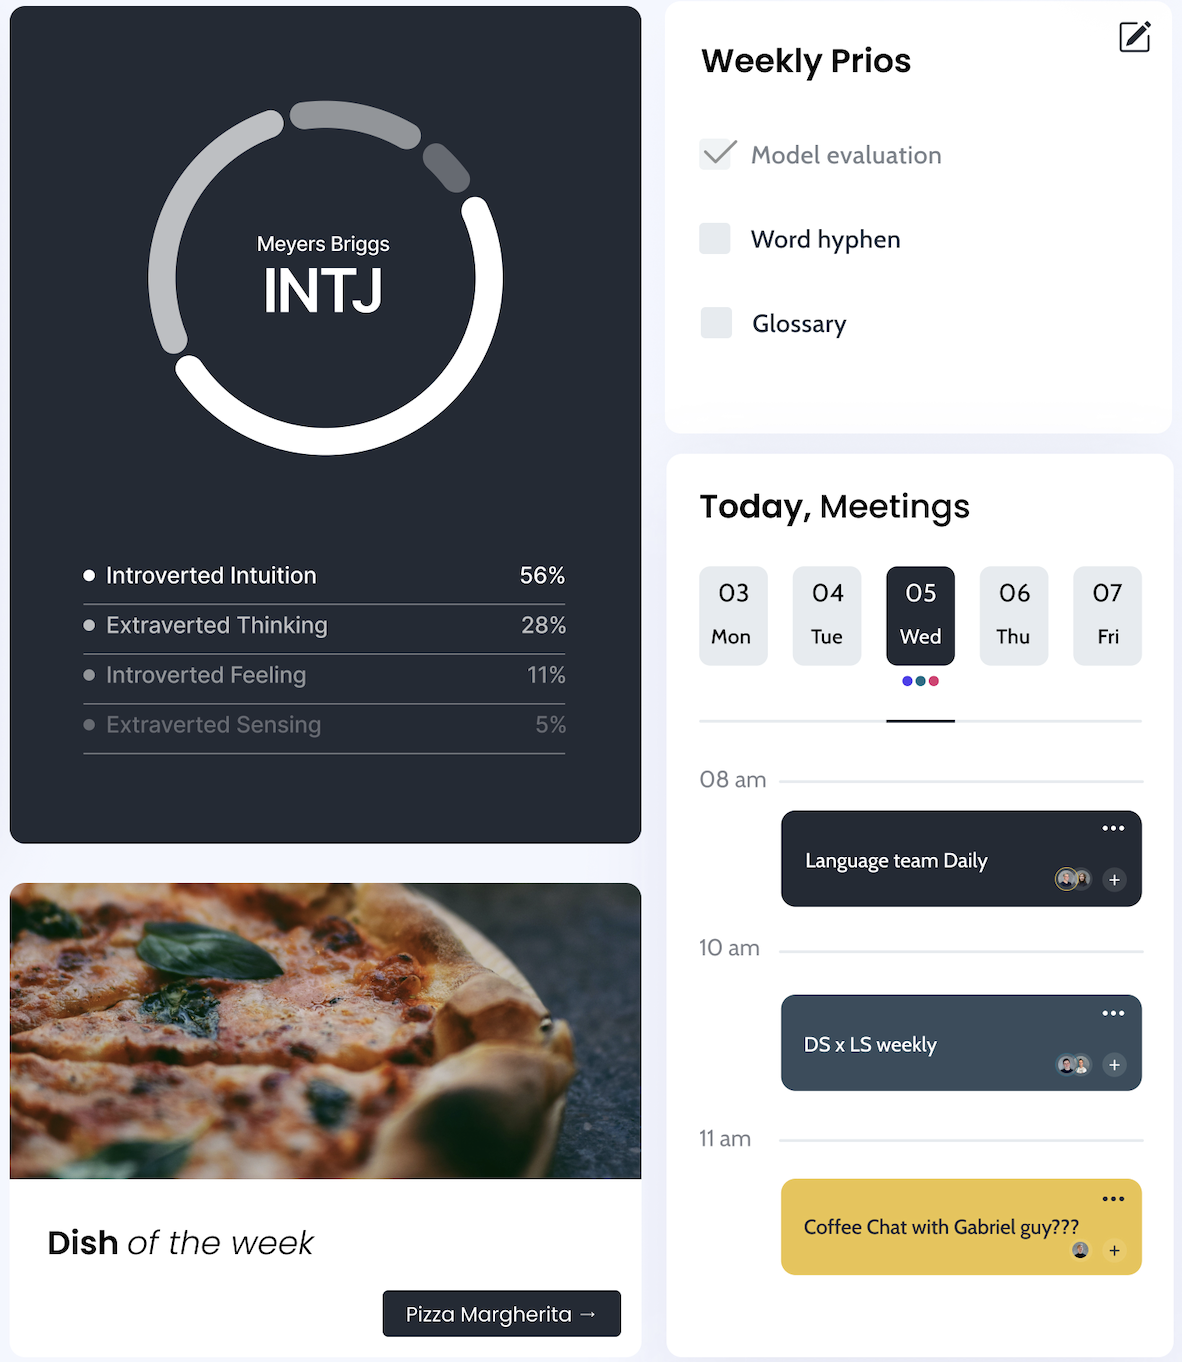 Meyers Briggs
INTJ
Introverted Intuition 56%
Extraverted Thinking 28%
Introverted Feeling 11%
Extraverted Sensing 5%
Dish of the week
Pizza Margherita →
Weekly Prios
Model evaluation
Word hyphen
Glossary
Today, Meetings
03 04 05 06 07
Mon Tue Wed Thu Fri
08 am
Language team Daily
10 am
DS x LS weekly
11 am
Coffee Chat with Gabriel guy???